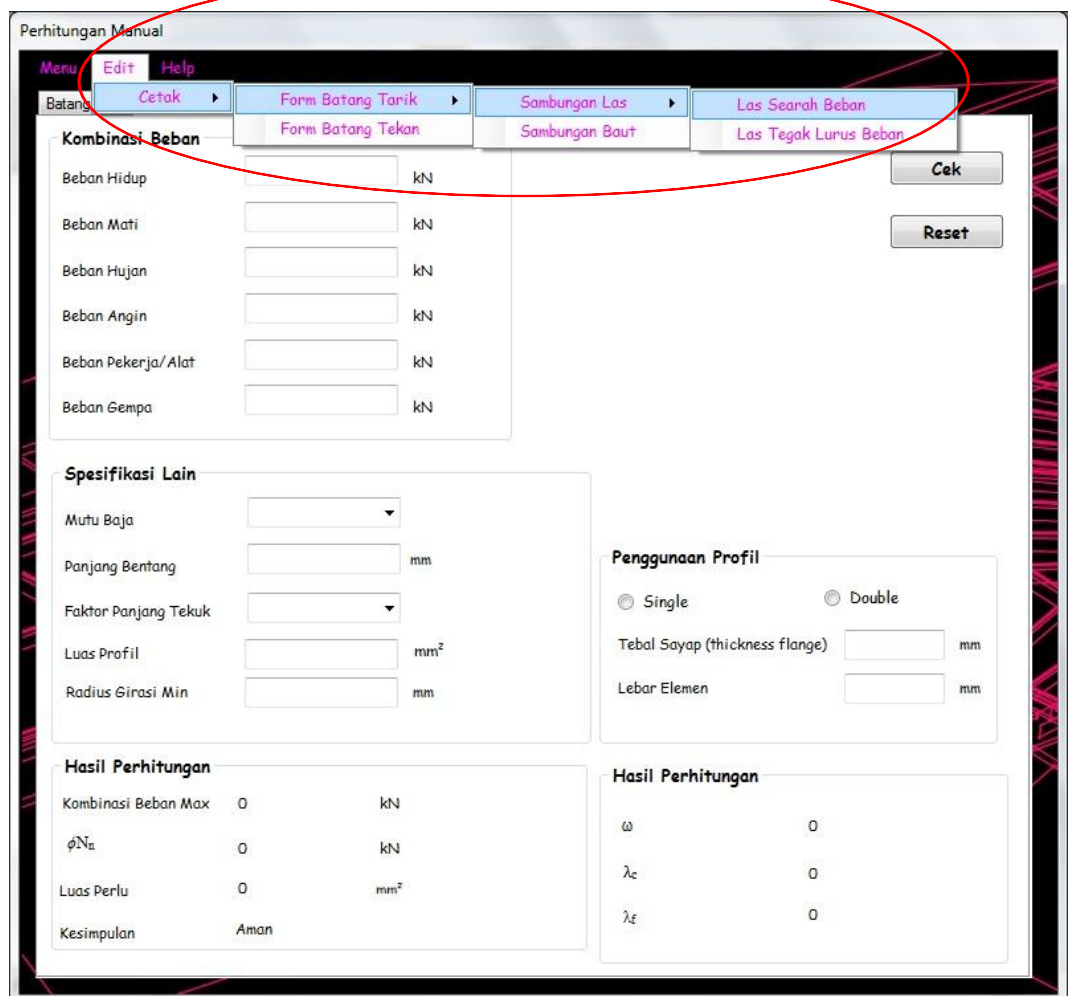 Perhitungan Manual
Menu Edit Help
Batang Cetak Form Batang Tarik Sambungan Las Las Searah Beban
Form Batang Tekan Sambungan Baut Las Tegak Lurus Beban
Kombinasi Beban
Beban Hidup kN
Cek
Beban Mati kN
Reset
Beban Hujan kN
Beban Angin kN
Beban Pekerja/Alat kN
Beban Gempa kN
Spesifikasi Lain
Mutu Baja
Panjang Bentang mm
Faktor Panjang Tekuk
Luas Profil mm²
Radius Girasi Min mm
Penggunaan Profil
Single Double
Tebal Sayap (thickness flange) mm
Lebar Elemen mm
Hasil Perhitungan
Kombinasi Beban Max 0 kN
ϕNn 0 kN
Luas Perlu 0 mm²
Kesimpulan Aman
Hasil Perhitungan
ω 0
λc 0
λf 0